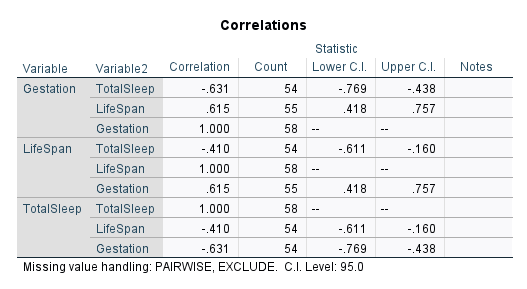 Correlations
Statistic
Variable Variable2 Correlation Count Lower C.I. Upper C.I. Notes
Gestation TotalSleep -.631 54 -.769 -.438
LifeSpan .615 55 .418 .757
Gestation 1.000 58 -- --
LifeSpan TotalSleep -.410 54 -.611 -.160
LifeSpan 1.000 58 -- --
Gestation .615 55 .418 .757
TotalSleep TotalSleep 1.000 58 -- --
LifeSpan -.410 54 -.611 -.160
Gestation -.631 54 -.769 -.438
Missing value handling: PAIRWISE, EXCLUDE. C.I. Level: 95.0